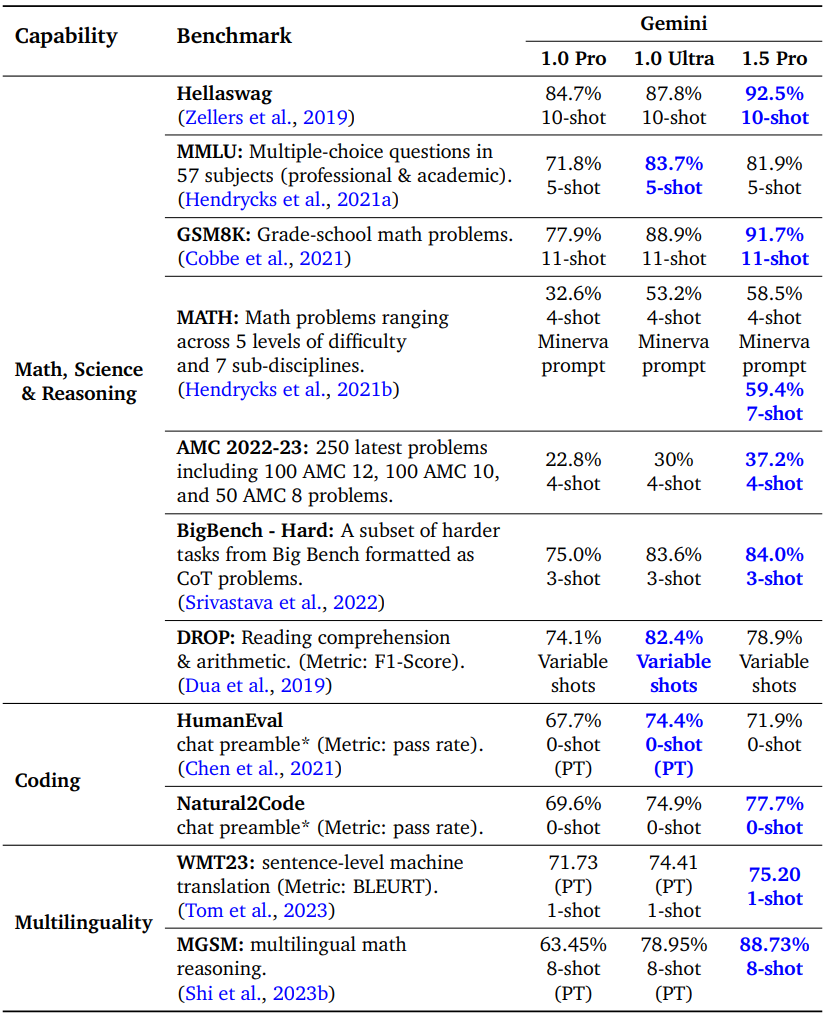 Capability Benchmark Gemini
1.0 Pro 1.0 Ultra 1.5 Pro
Math, Science
& Reasoning
Hellaswag
(Zellers et al., 2019)
84.7%
10-shot
87.8%
10-shot
92.5%
10-shot
MMLU: Multiple-choice questions in
57 subjects (professional & academic).
(Hendrycks et al., 2021a)
71.8%
5-shot
83.7%
5-shot
81.9%
5-shot
GSM8K: Grade-school math problems.
(Cobbe et al., 2021)
77.9%
11-shot
88.9%
11-shot
91.7%
11-shot
MATH: Math problems ranging
across 5 levels of difficulty
and 7 sub-disciplines.
(Hendrycks et al., 2021b)
32.6%
4-shot
Minerva
prompt
53.2%
4-shot
Minerva
prompt
58.5%
4-shot
Minerva
prompt
59.4%
7-shot
AMC 2022-23: 250 latest problems
including 100 AMC 12, 100 AMC 10,
and 50 AMC 8 problems.
22.8%
4-shot
30%
4-shot
37.2%
4-shot
BigBench - Hard: A subset of harder
tasks from Big Bench formatted as
CoT problems.
(Srivastava et al., 2022)
75.0%
3-shot
83.6%
3-shot
84.0%
3-shot
DROP: Reading comprehension
& arithmetic. (Metric: F1-Score).
(Dua et al., 2019)
74.1%
Variable
shots
82.4%
Variable
shots
78.9%
Variable
shots
Coding
HumanEval
chat preamble* (Metric: pass rate).
(Chen et al., 2021)
67.7%
0-shot
(PT)
74.4%
0-shot
(PT)
71.9%
0-shot
Natural2Code
chat preamble* (Metric: pass rate).
69.6%
0-shot
74.9%
0-shot
77.7%
0-shot
Multilinguality
WMT23: sentence-level machine
translation (Metric: BLEURT).
(Tom et al., 2023)
71.73
(PT)
1-shot
74.41
(PT)
1-shot
75.20
1-shot
MGSM: multilingual math
reasoning.
(Shi et al., 2023b)
63.45%
8-shot
(PT)
78.95%
8-shot
(PT)
88.73%
8-shot